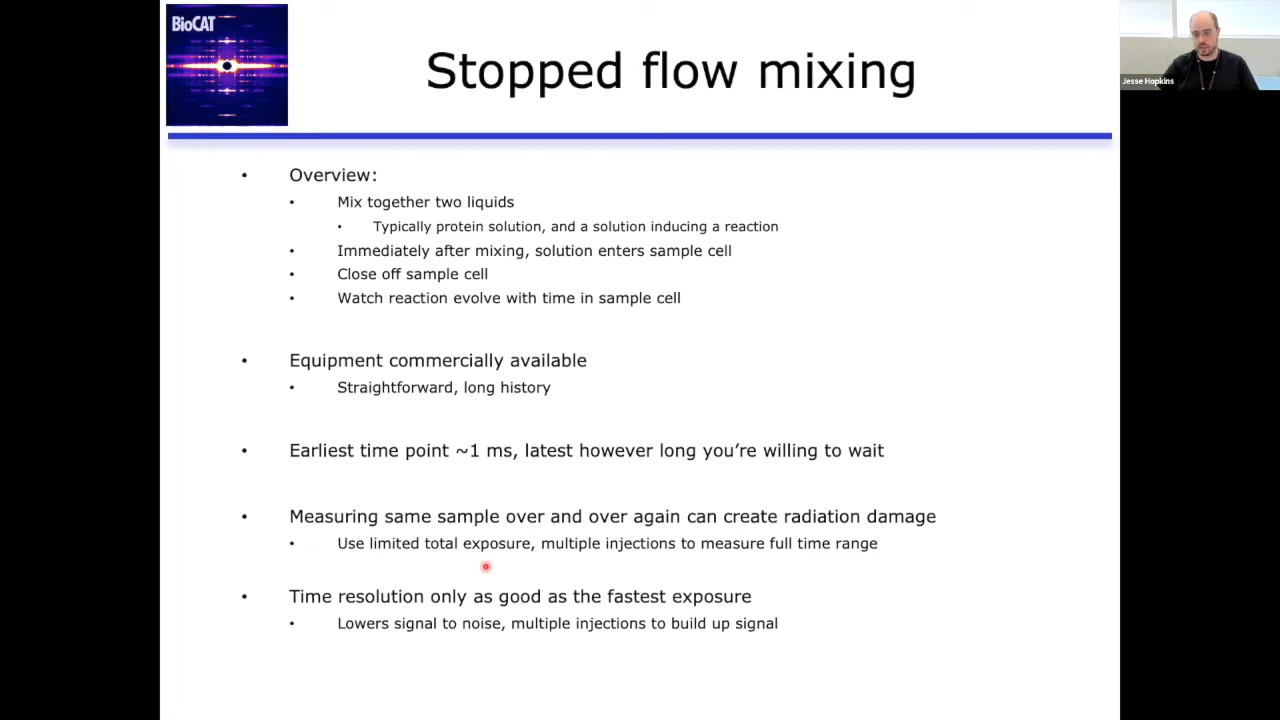 BioCAT
Stopped flow mixing
Jesse Hopkins
• Overview:
• Mix together two liquids
• Typically protein solution, and a solution inducing a reaction
• Immediately after mixing, solution enters sample cell
• Close off sample cell
• Watch reaction evolve with time in sample cell
• Equipment commercially available
• Straightforward, long history
• Earliest time point ~1 ms, latest however long you’re willing to wait
• Measuring same sample over and over again can create radiation damage
• Use limited total exposure, multiple injections to measure full time range
• Time resolution only as good as the fastest exposure
• Lowers signal to noise, multiple injections to build up signal